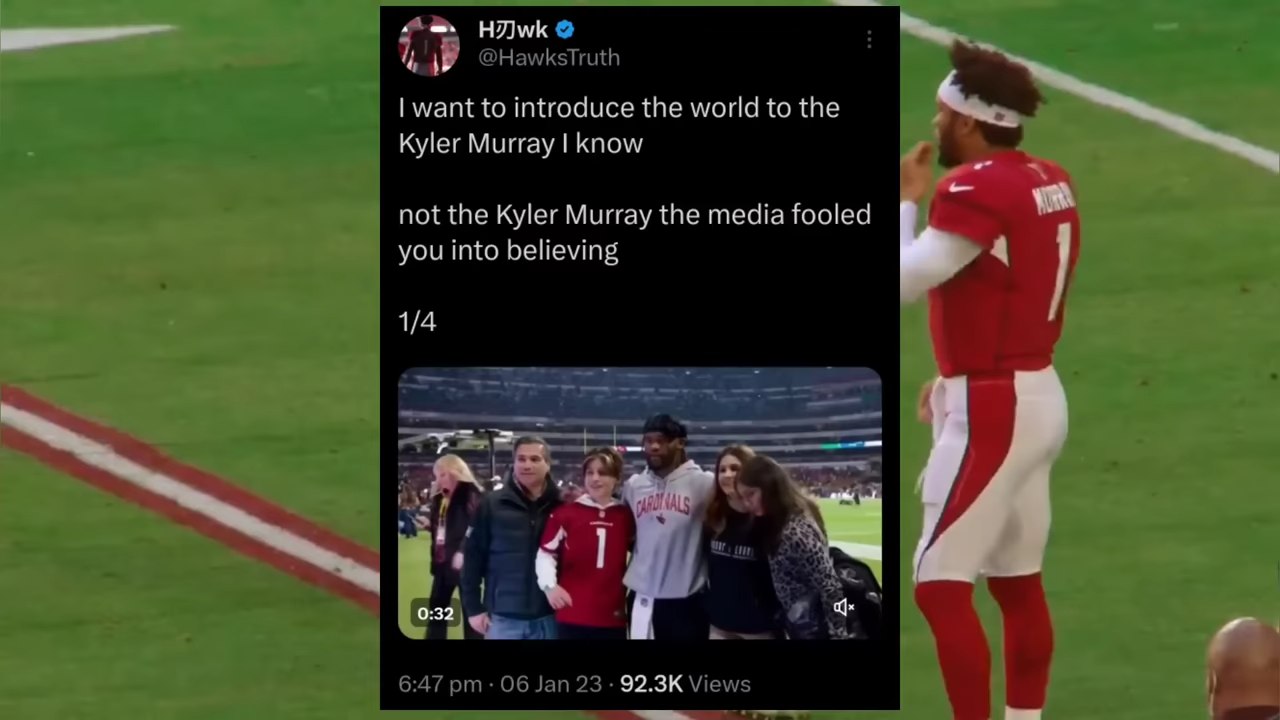 H刃wk
@HawksTruth
I want to introduce the world to the
Kyler Murray I know
not the Kyler Murray the media fooled
you into believing
1/4
CARDINALS
1
0:32
6:47 pm · 06 Jan 23 · 92.3K Views
MURRAY
1